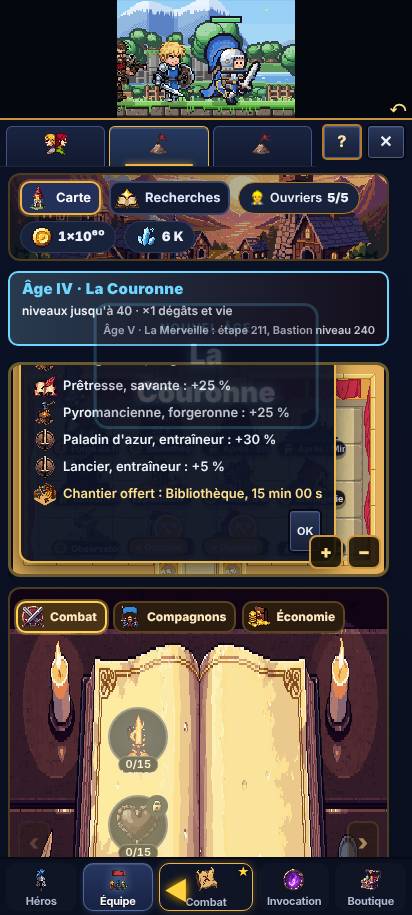 ?
×
Carte
Recherches
Ouvriers 5/5
1×10⁶⁰
6 K
Âge IV · La Couronne
niveaux jusqu'à 40 · ×1 dégâts et vie
Âge V · La Merveille : étape 211, Bastion niveau 240
La
Couronne
Prêtresse, savante : +25 %
Pyromancienne, forgeronne : +25 %
Paladin d'azur, entraîneur : +30 %
Lancier, entraîneur : +5 %
Chantier offert : Bibliothèque, 15 min 00 s
OK
+
−
Combat
Compagnons
Économie
0/15
0/15
Héros
Équipe
Combat
Invocation
Boutique